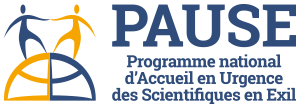 PAUSE
Programme national
d’Accueil en Urgence
des Scientifiques en Exil